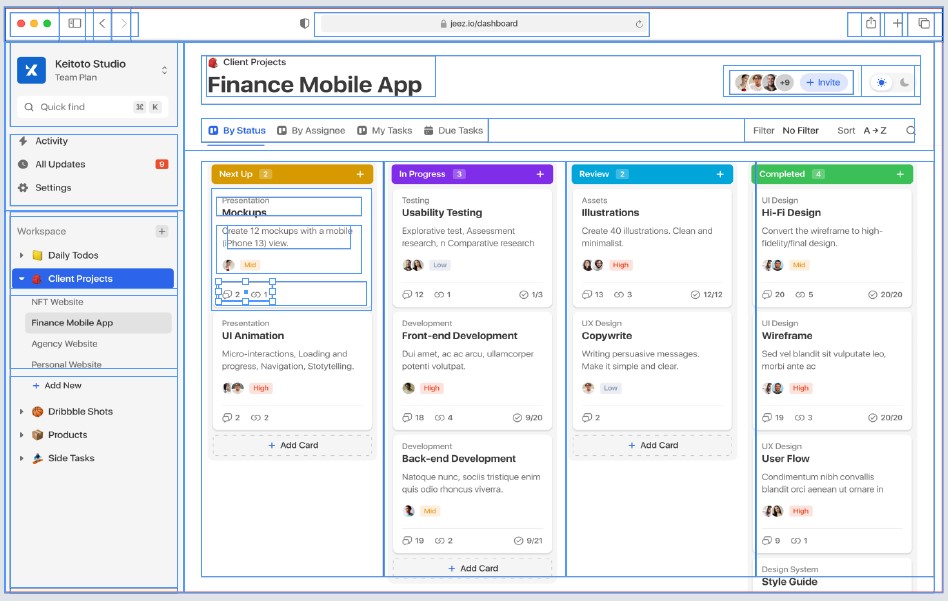 jeez.io/dashboard
Keitoto Studio
Team Plan
Quick find ⌘ K
Activity
All Updates 9
Settings
Workspace +
Daily Todos
Client Projects
NFT Website
Finance Mobile App
Agency Website
Personal Website
+ Add New
Dribbble Shots
Products
Side Tasks
Client Projects
Finance Mobile App
+9 + Invite
By Status By Assignee My Tasks Due Tasks
Filter No Filter Sort A → Z
Next Up 2 +
Presentation
Mockups
Create 12 mockups with a mobile
(iPhone 13) view.
Mid
2 1
Presentation
UI Animation
Micro-interactions, Loading and
progress, Navigation, Stotytelling.
High
2 2
+ Add Card
In Progress 3 +
Testing
Usability Testing
Explorative test, Assesment
research, n Comparative research
Low
12 1 1/3
Development
Front-end Development
Dui amet, ac ac arcu, ullamcorper
potenti volutpat.
High
18 4 9/20
Development
Back-end Development
Natoque nunc, sociis tristique enim
quis odio rhoncus viverra.
Mid
19 2 9/21
+ Add Card
Review 2 +
Assets
Illustrations
Create 40 illustrations. Clean and
minimalist.
High
13 3 12/12
UX Design
Copywrite
Writing persuasive messages.
Make it simple and clear.
Low
2
+ Add Card
Completed 4 +
UI Design
Hi-Fi Design
Convert the wireframe to high-
fidelity/final design.
Mid
20 5 20/20
UI Design
Wireframe
Sed vel blandit sit vulputate leo,
morbi ante ac
High
19 3 20/20
UX Design
User Flow
Condimentum nibh convallis
blandit orci aenean ut ornare in
High
9 1
Design System
Style Guide